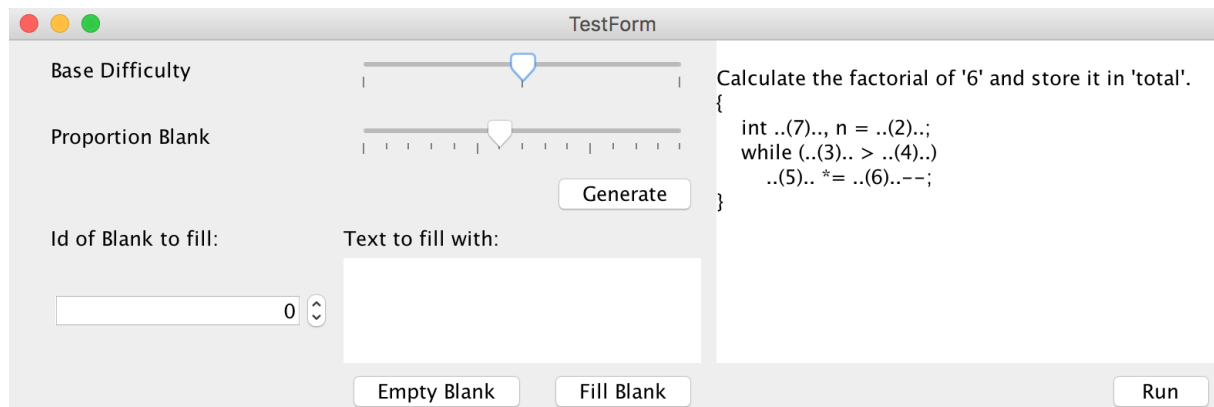 TestForm
Base Difficulty
Proportion Blank
Generate
Id of Blank to fill:
Text to fill with:
0
Empty Blank
Fill Blank
Calculate the factorial of '6' and store it in 'total'.
{
int ..(7).., n = ..(2)..;
while (..(3).. > ..(4)..)
..(5).. *= ..(6)..--;
}
Run